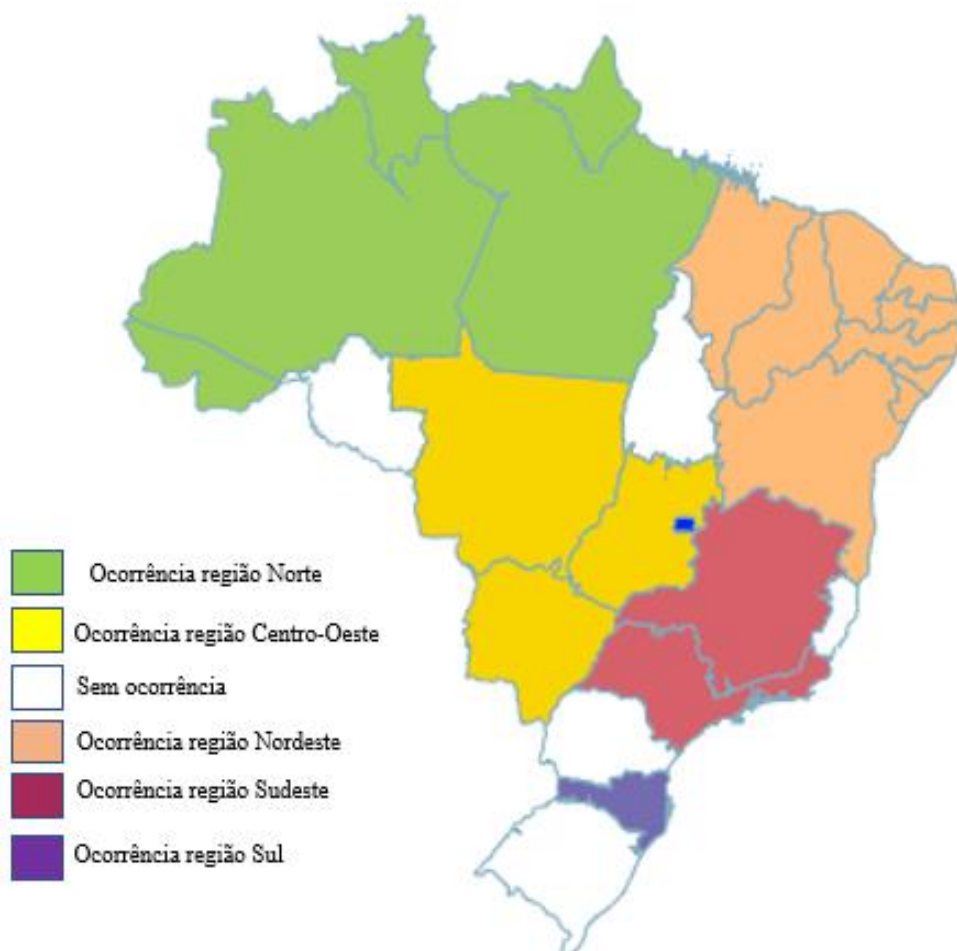 Ocorrência região Norte
Ocorrência região Centro-Oeste
Sem ocorrência
Ocorrência região Nordeste
Ocorrência região Sudeste
Ocorrência região Sul